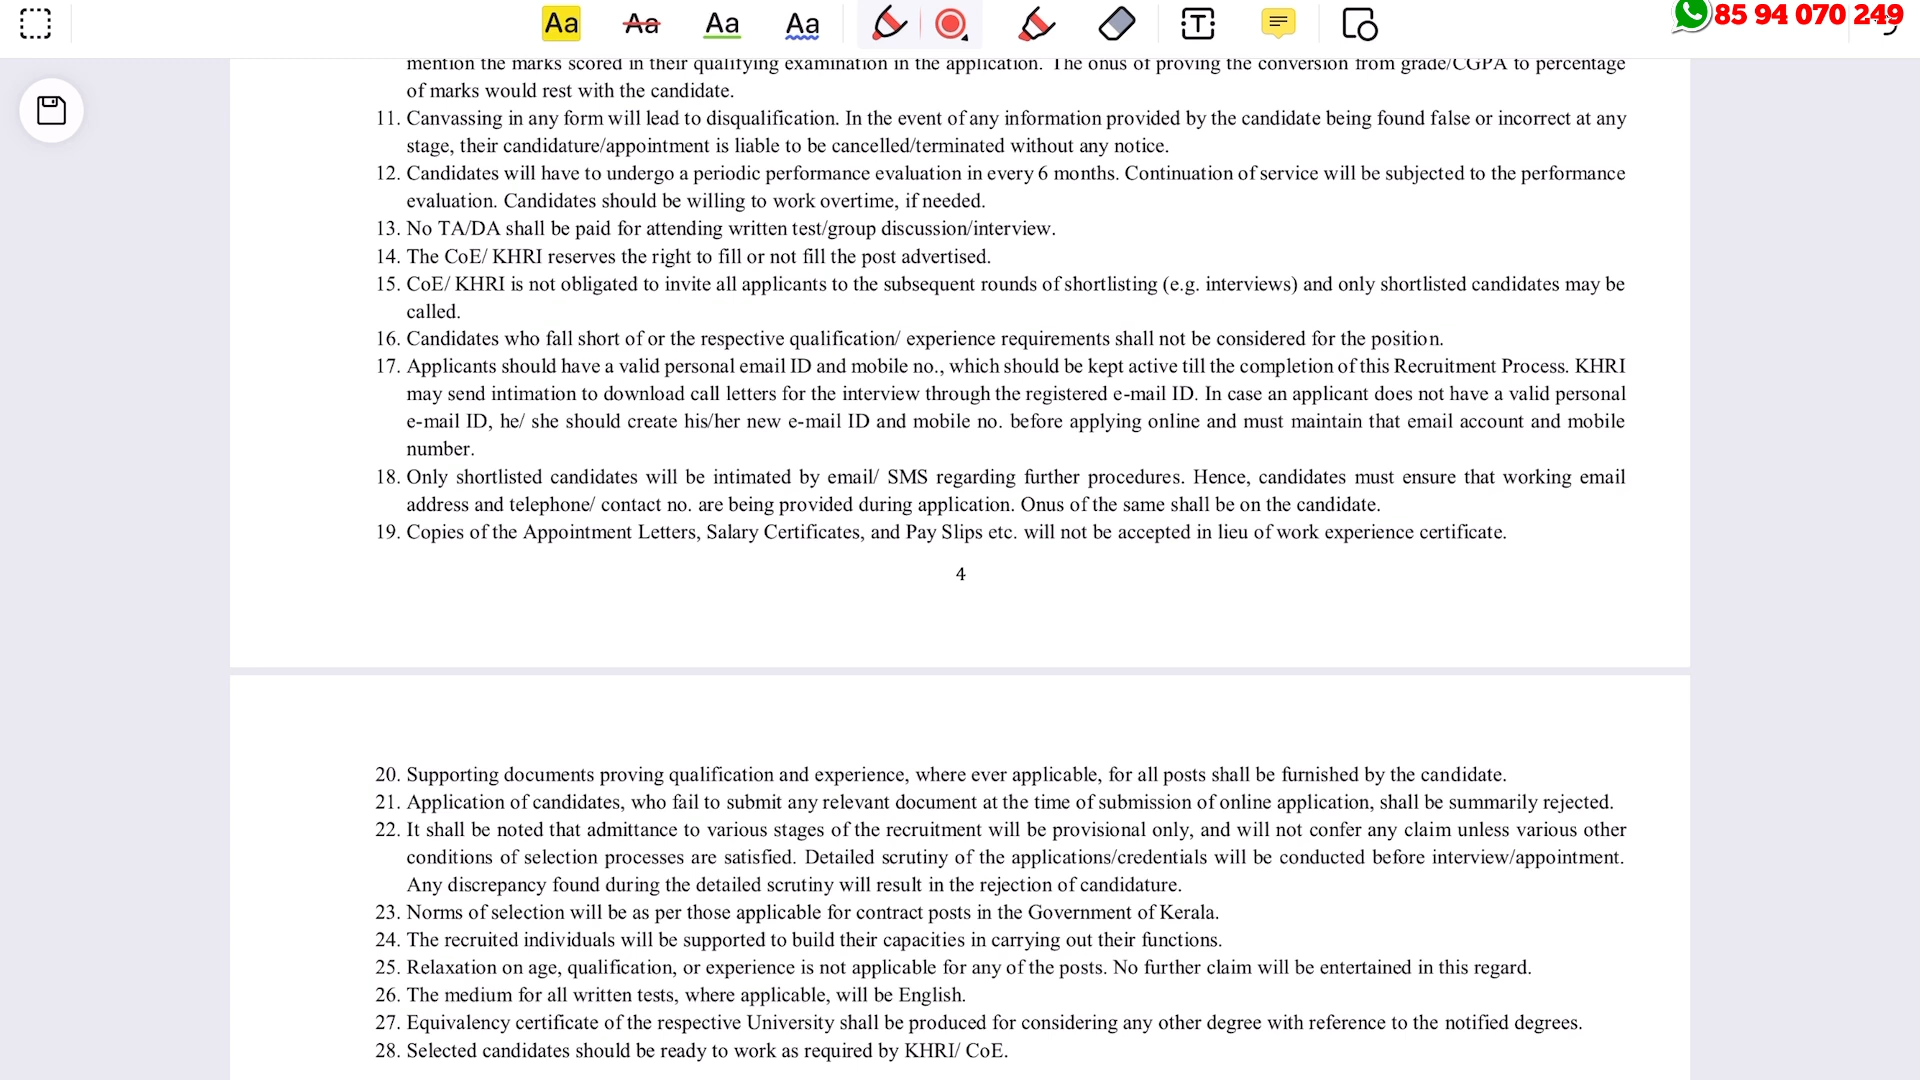 Aa Aa Aa Aa T
85 94 070 249
mention the marks scored in their qualifying examination in the application. The onus of proving the conversion from grade/CGPA to percentage
of marks would rest with the candidate.
11. Canvassing in any form will lead to disqualification. In the event of any information provided by the candidate being found false or incorrect at any
stage, their candidature/appointment is liable to be cancelled/terminated without any notice.
12. Candidates will have to undergo a periodic performance evaluation in every 6 months. Continuation of service will be subjected to the performance
evaluation. Candidates should be willing to work overtime, if needed.
13. No TA/DA shall be paid for attending written test/group discussion/interview.
14. The CoE/ KHRI reserves the right to fill or not fill the post advertised.
15. CoE/ KHRI is not obligated to invite all applicants to the subsequent rounds of shortlisting (e.g. interviews) and only shortlisted candidates may be
called.
16. Candidates who fall short of or the respective qualification/ experience requirements shall not be considered for the position.
17. Applicants should have a valid personal email ID and mobile no., which should be kept active till the completion of this Recruitment Process. KHRI
may send intimation to download call letters for the interview through the registered e-mail ID. In case an applicant does not have a valid personal
e-mail ID, he/ she should create his/her new e-mail ID and mobile no. before applying online and must maintain that email account and mobile
number.
18. Only shortlisted candidates will be intimated by email/ SMS regarding further procedures. Hence, candidates must ensure that working email
address and telephone/ contact no. are being provided during application. Onus of the same shall be on the candidate.
19. Copies of the Appointment Letters, Salary Certificates, and Pay Slips etc. will not be accepted in lieu of work experience certificate.
4
20. Supporting documents proving qualification and experience, where ever applicable, for all posts shall be furnished by the candidate.
21. Application of candidates, who fail to submit any relevant document at the time of submission of online application, shall be summarily rejected.
22. It shall be noted that admittance to various stages of the recruitment will be provisional only, and will not confer any claim unless various other
conditions of selection processes are satisfied. Detailed scrutiny of the applications/credentials will be conducted before interview/appointment.
Any discrepancy found during the detailed scrutiny will result in the rejection of candidature.
23. Norms of selection will be as per those applicable for contract posts in the Government of Kerala.
24. The recruited individuals will be supported to build their capacities in carrying out their functions.
25. Relaxation on age, qualification, or experience is not applicable for any of the posts. No further claim will be entertained in this regard.
26. The medium for all written tests, where applicable, will be English.
27. Equivalency certificate of the respective University shall be produced for considering any other degree with reference to the notified degrees.
28. Selected candidates should be ready to work as required by KHRI/ CoE.